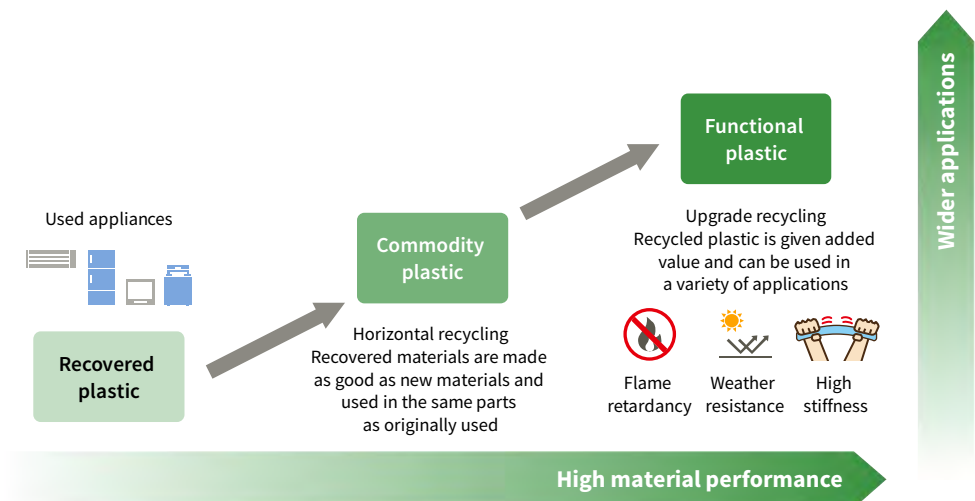 Used appliances
Recovered
plastic
Commodity
plastic
Horizontal recycling
Recovered materials are made
as good as new materials and
used in the same parts
as originally used
Functional
plastic
Upgrade recycling
Recycled plastic is given added
value and can be used in
a variety of applications
Flame
retardancy
Weather
resistance
High
stiffness
High material performance
Wider applications